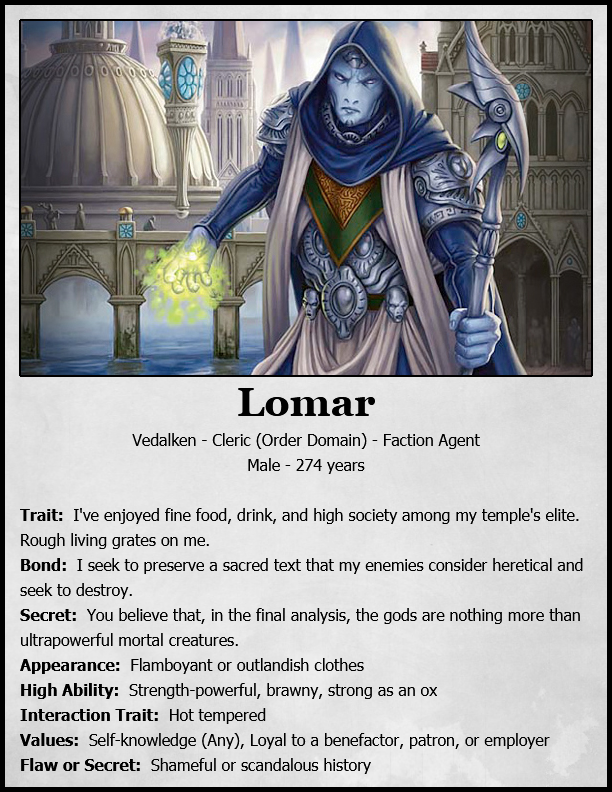 Lomar
Vedalken - Cleric (Order Domain) - Faction Agent
Male - 274 years
Trait: I've enjoyed fine food, drink, and high society among my temple's elite.
Rough living grates on me.
Bond: I seek to preserve a sacred text that my enemies consider heretical and
seek to destroy.
Secret: You believe that, in the final analysis, the gods are nothing more than
ultrapowerful mortal creatures.
Appearance: Flamboyant or outlandish clothes
High Ability: Strength-powerful, brawny, strong as an ox
Interaction Trait: Hot tempered
Values: Self-knowledge (Any), Loyal to a benefactor, patron, or employer
Flaw or Secret: Shameful or scandalous history